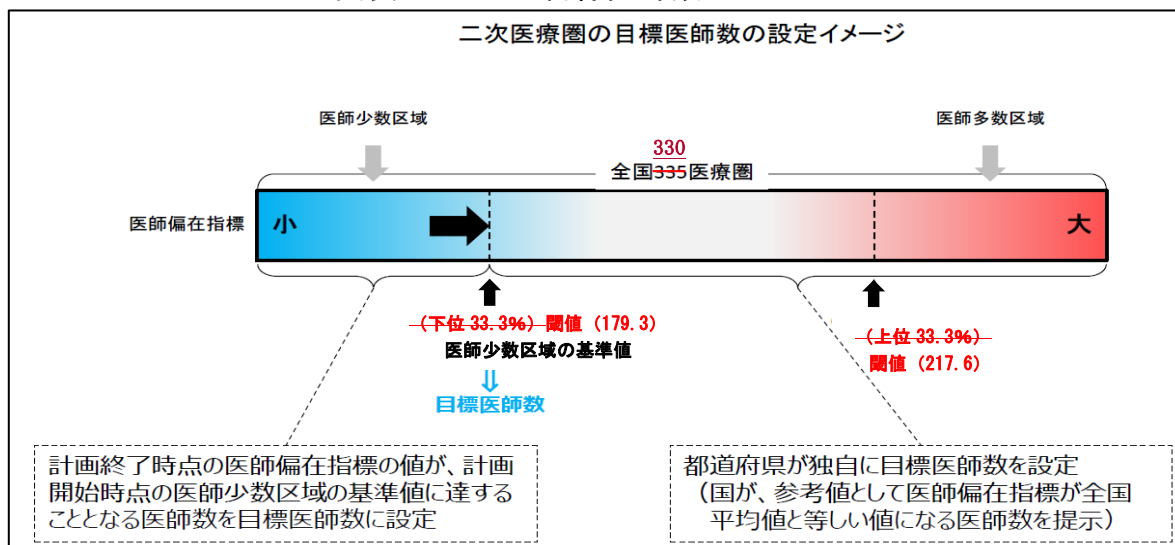 二次医療圏の目標医師数の設定イメージ
医師少数区域
医師多数区域
330
全国335医療圏
医師偏在指標
小
大
(下位 33.3%) 閾値 (179.3)
医師少数区域の基準値
⇓
目標医師数
(上位 33.3%)
閾値 (217.6)
計画終了時点の医師偏在指標の値が、計画
開始時点の医師少数区域の基準値に達する
こととなる医師数を目標医師数に設定
都道府県が独自に目標医師数を設定
（国が、参考値として医師偏在指標が全国
平均値と等しい値になる医師数を提示）